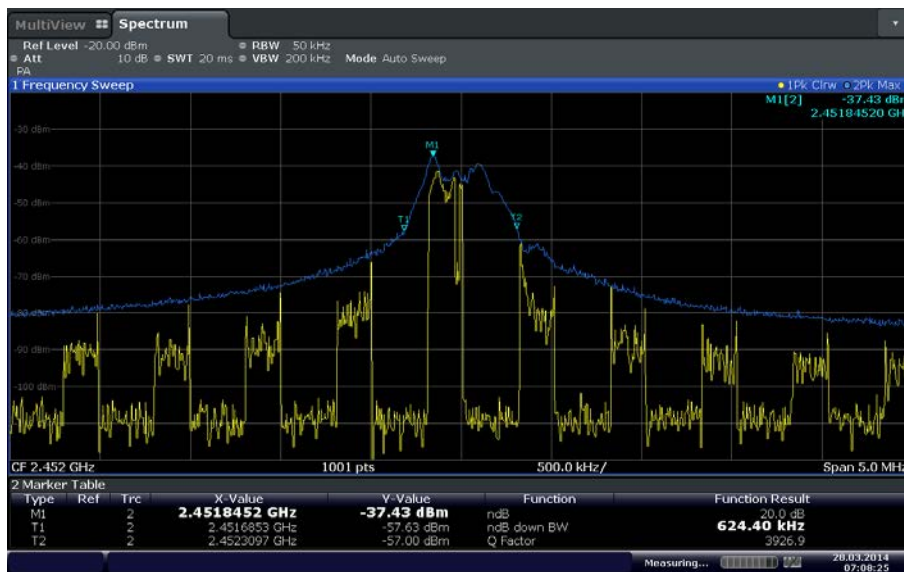 MultiView Spectrum
Ref Level -20.00 dBm RBW 50 kHz
Att 10 dB SWT 20 ms VBW 200 kHz Mode Auto Sweep
PA
1 Frequency Sweep 1Pk Clrw 2Pk Max
M1[2] -37.43 dBm
2.45184520 GH
-30 dBm
M1
-40 dBm
-50 dBm
T1 T2
-60 dBm
-70 dBm
-80 dBm
-90 dBm
-100 dBm
CF 2.452 GHz 1001 pts 500.0 kHz/ Span 5.0 MHz
2 Marker Table
Type Ref Trc X-Value Y-Value Function Function Result
M1 2 2.4518452 GHz -37.43 dBm ndB 20.0 dB
T1 2 2.4516853 GHz -57.63 dBm ndB down BW 624.40 kHz
T2 2 2.4523097 GHz -57.00 dBm Q Factor 3926.9
Measuring... 28.03.2014
07:08:25